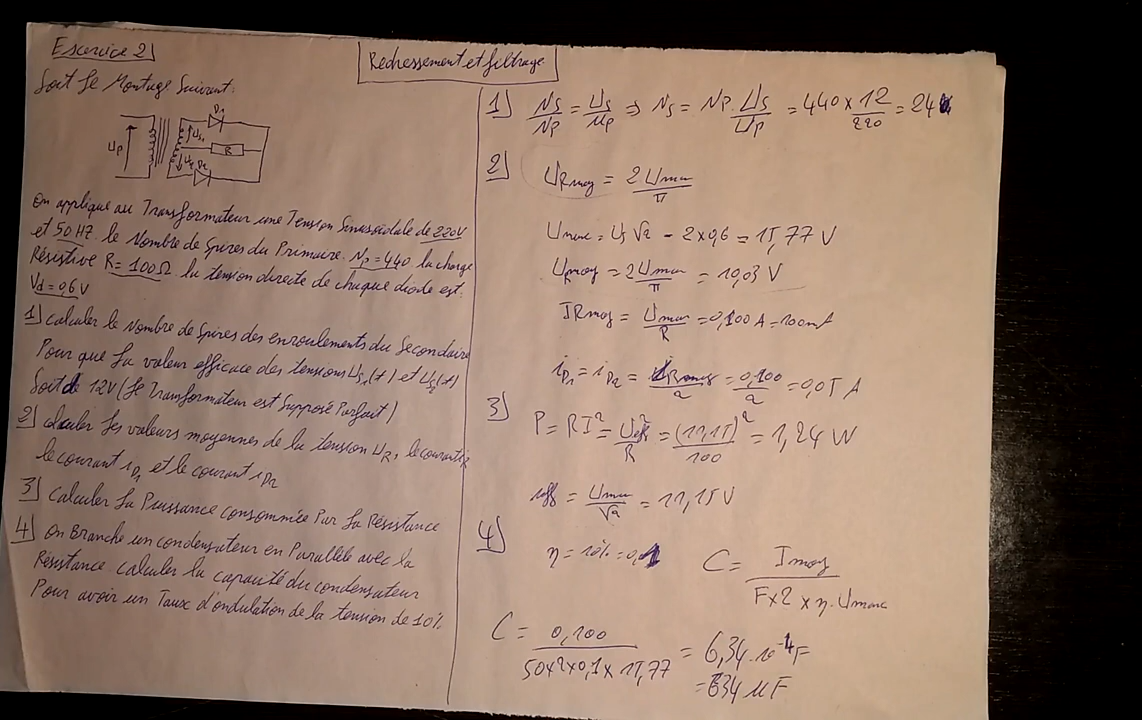 Exercice 2]
Redressement et filtrage
Soit le Montage Suivant:
D1
Up
Us1
R
Us2
D2
on applique au Transformateur une Tension Sinusoidale de 220V
et 50 HZ. le Nombre de Spires du Primaire. Np=440 la charge
Résistive R=100Ω la tension directe de chaque diode est.
Vd=0,6V
1] calculer le Nombre de Spires des enroulements du Secondaire
Pour que la valeur efficace des tensions Us1(t) et Us2(t)
Soit de 12V (le Transformateur est Supposé Parfait)
2] calculer les valeurs moyennes de la tension UR, le courant iR
le courant iD1 et le courant iD2
3] Calculer la Puissance consommée Par la Résistance
4] on Branche un condensateur en Parallèle avec la
Résistance calculer la capacité du condensateur
Pour avoir un Taux d'ondulation de la tension de 10%
1] Ns/Np = Us/Up ⇒ Ns = Np·Us/Up = 440 × 12/220 = 24
2] URmoy = 2Umax/π
Umax = Us√2 - 2×0,6 = 15,77 V
URmoy = 2Umax/π = 10,03 V
IRmoy = Umax/R = 0,100 A = 100mA
iD1 = iD2 = IRmoy/2 = 0,100/2 = 0,05 A
3] P = RI² = U²eff/R = (11,15)²/100 = 1,24 W
Ueff = Umax/√2 = 11,15 V
4] η = 10% = 0,1 C = Imoy/F×2×η·Umax
C = 0,100/50×2×0,1×15,77 = 6,34·10⁻⁴F
= 634 μF